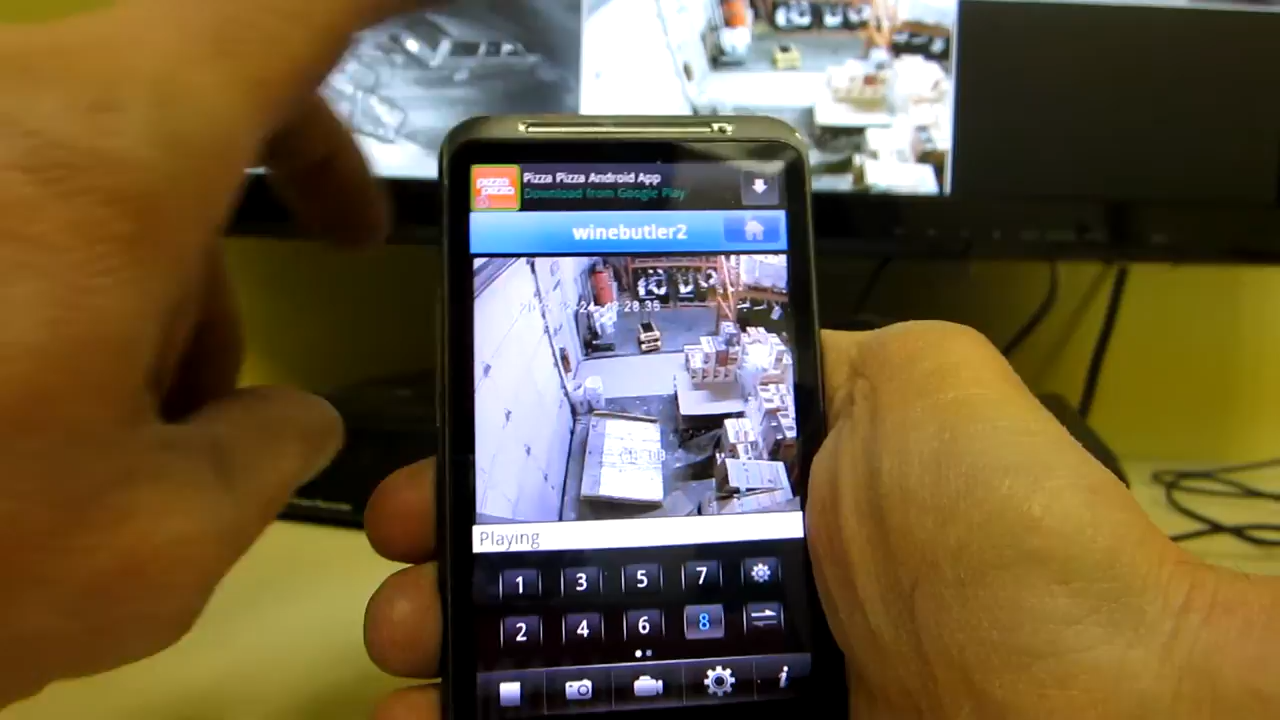 pizza
pizza
Pizza Pizza Android App
Download from Google Play
winebutler2
Playing
1 3 5 7
2 4 6 8
i